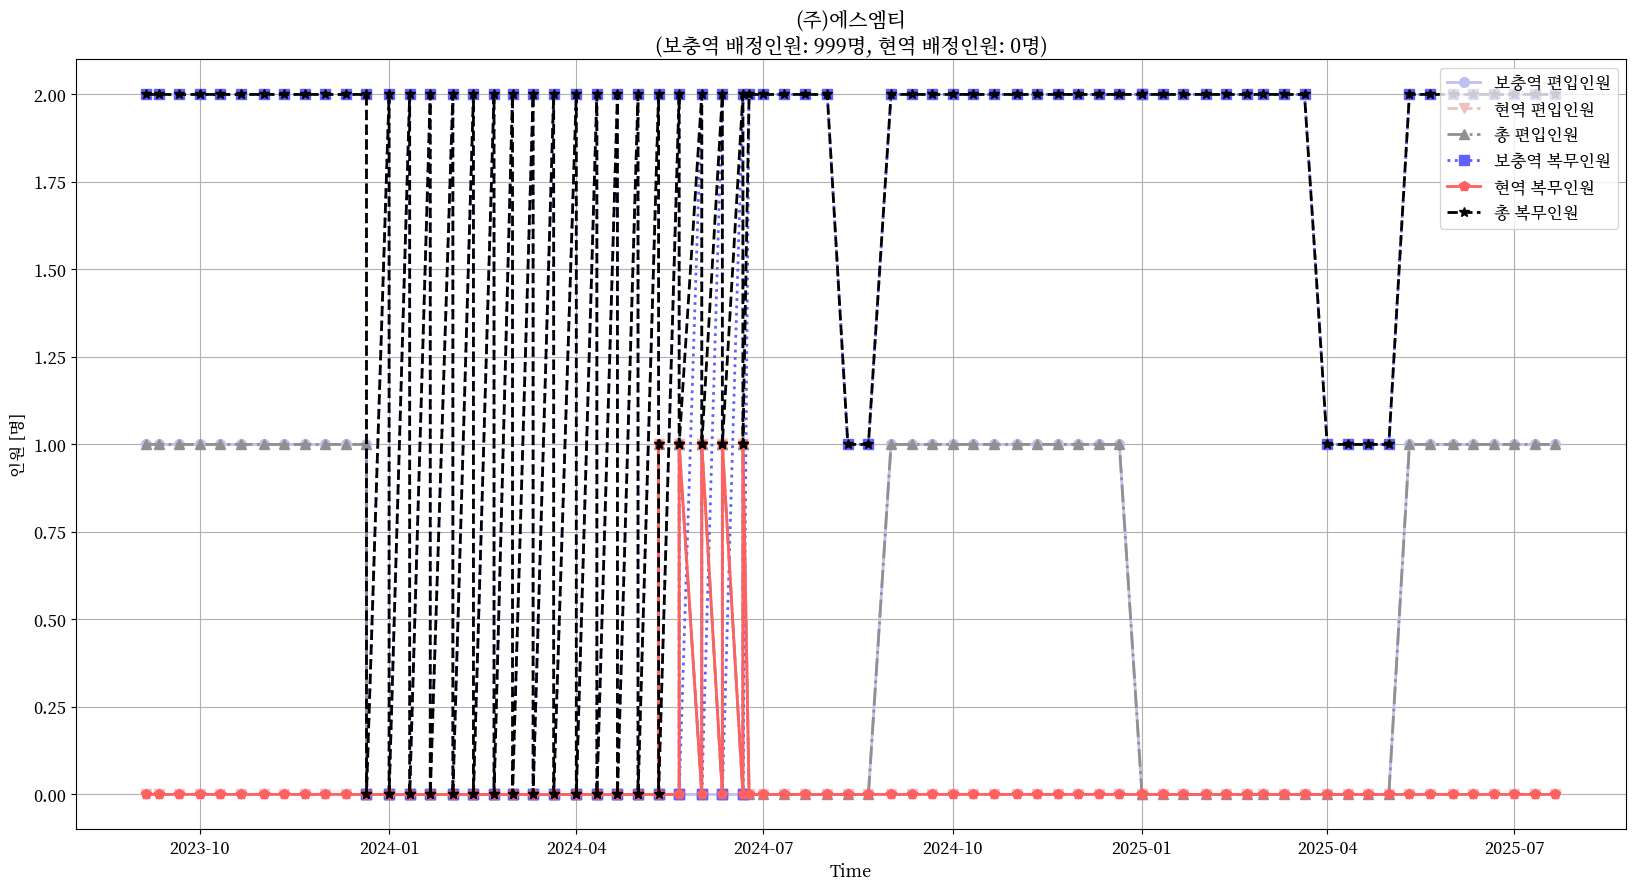 (주)에스엠티
(보충역 배정인원: 999명, 현역 배정인원: 0명)
보충역 편입인원
현역 편입인원
총 편입인원
보충역 복무인원
현역 복무인원
총 복무인원
2.00
1.75
1.50
1.25
1.00
0.75
0.50
0.25
0.00
인원 [명]
2023-10
2024-01
2024-04
2024-07
2024-10
2025-01
2025-04
2025-07
Time